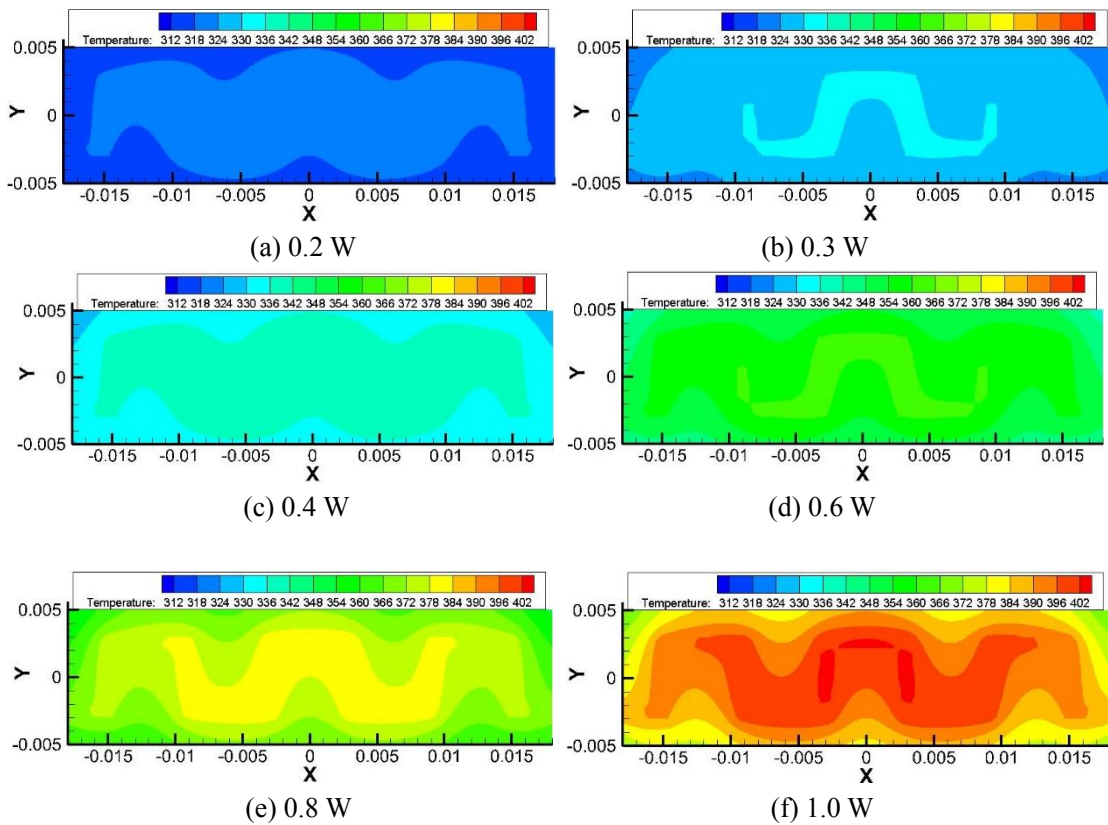 Temperature: 312 318 324 330 336 342 348 354 360 366 372 378 384 390 396 402
Temperature: 312 318 324 330 336 342 348 354 360 366 372 378 384 390 396 402
0.005
0
-0.005
Y
-0.015 -0.01 -0.005 0 0.005 0.01 0.015
X
0.005
0
-0.005
Y
-0.015 -0.01 -0.005 0 0.005 0.01 0.015
X
(a) 0.2 W
(b) 0.3 W
Temperature: 312 318 324 330 336 342 348 354 360 366 372 378 384 390 396 402
Temperature: 312 318 324 330 336 342 348 354 360 366 372 378 384 390 396 402
0.005
0
-0.005
Y
-0.015 -0.01 -0.005 0 0.005 0.01 0.015
X
0.005
0
-0.005
Y
-0.015 -0.01 -0.005 0 0.005 0.01 0.015
X
(c) 0.4 W
(d) 0.6 W
Temperature: 312 318 324 330 336 342 348 354 360 366 372 378 384 390 396 402
Temperature: 312 318 324 330 336 342 348 354 360 366 372 378 384 390 396 402
0.005
0
-0.005
Y
-0.015 -0.01 -0.005 0 0.005 0.01 0.015
X
0.005
0
-0.005
Y
-0.015 -0.01 -0.005 0 0.005 0.01 0.015
X
(e) 0.8 W
(f) 1.0 W